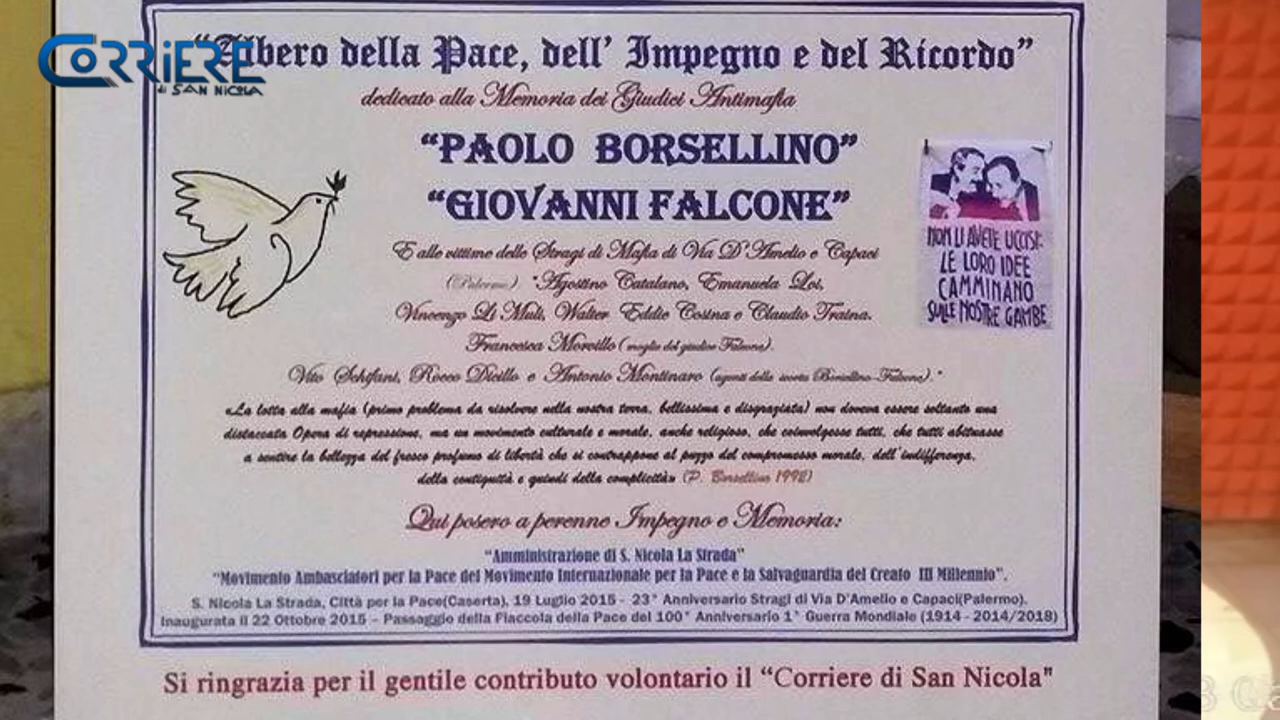 CORRIERE
di SAN NICOLA
“Albero della Pace, dell' Impegno e del Ricordo”
dedicato alla Memoria dei Giudici Antimafia
“PAOLO BORSELLINO”
“GIOVANNI FALCONE”
E alle vittime delle Stragi di Mafia di Via D'Amelio e Capaci
(Palermo). “Agostino Catalano, Emanuela Loi,
Vincenzo Li Muli, Walter Eddie Cosina e Claudio Traina.
Francesca Morvillo (moglie del giudice Falcone).
Vito Schifani, Rocco Dicillo e Antonio Montinaro (agenti della scorta Borsellino-Falcone).”
«La lotta alla mafia (primo problema da risolvere nella nostra terra, bellissima e disgraziata) non doveva essere soltanto una
distaccata Opera di repressione, ma un movimento culturale e morale, anche religioso, che coinvolgesse tutti, che tutti abituasse
a sentire la bellezza del fresco profumo di libertà che si contrappone al puzzo del compromesso morale, dell'indifferenza,
della contiguità e quindi della complicità» (P. Borsellino 1992)
Qui posero a perenne Impegno e Memoria:
“Amministrazione di S. Nicola La Strada”
“Movimento Ambasciatori per la Pace del Movimento Internazionale per la Pace e la Salvaguardia del Creato III Millennio”.
S. Nicola La Strada, Città per la Pace(Caserta), 19 Luglio 2015 - 23° Anniversario Stragi di Via D'Amelio e Capaci(Palermo).
Inaugurata il 22 Ottobre 2015 – Passaggio della Fiaccola della Pace del 100° Anniversario 1° Guerra Mondiale (1914 - 2014/2018)
NON LI AVETE UCCISI:
LE LORO IDEE
CAMMINANO
SULLE NOSTRE GAMBE
Si ringrazia per il gentile contributo volontario il “Corriere di San Nicola"